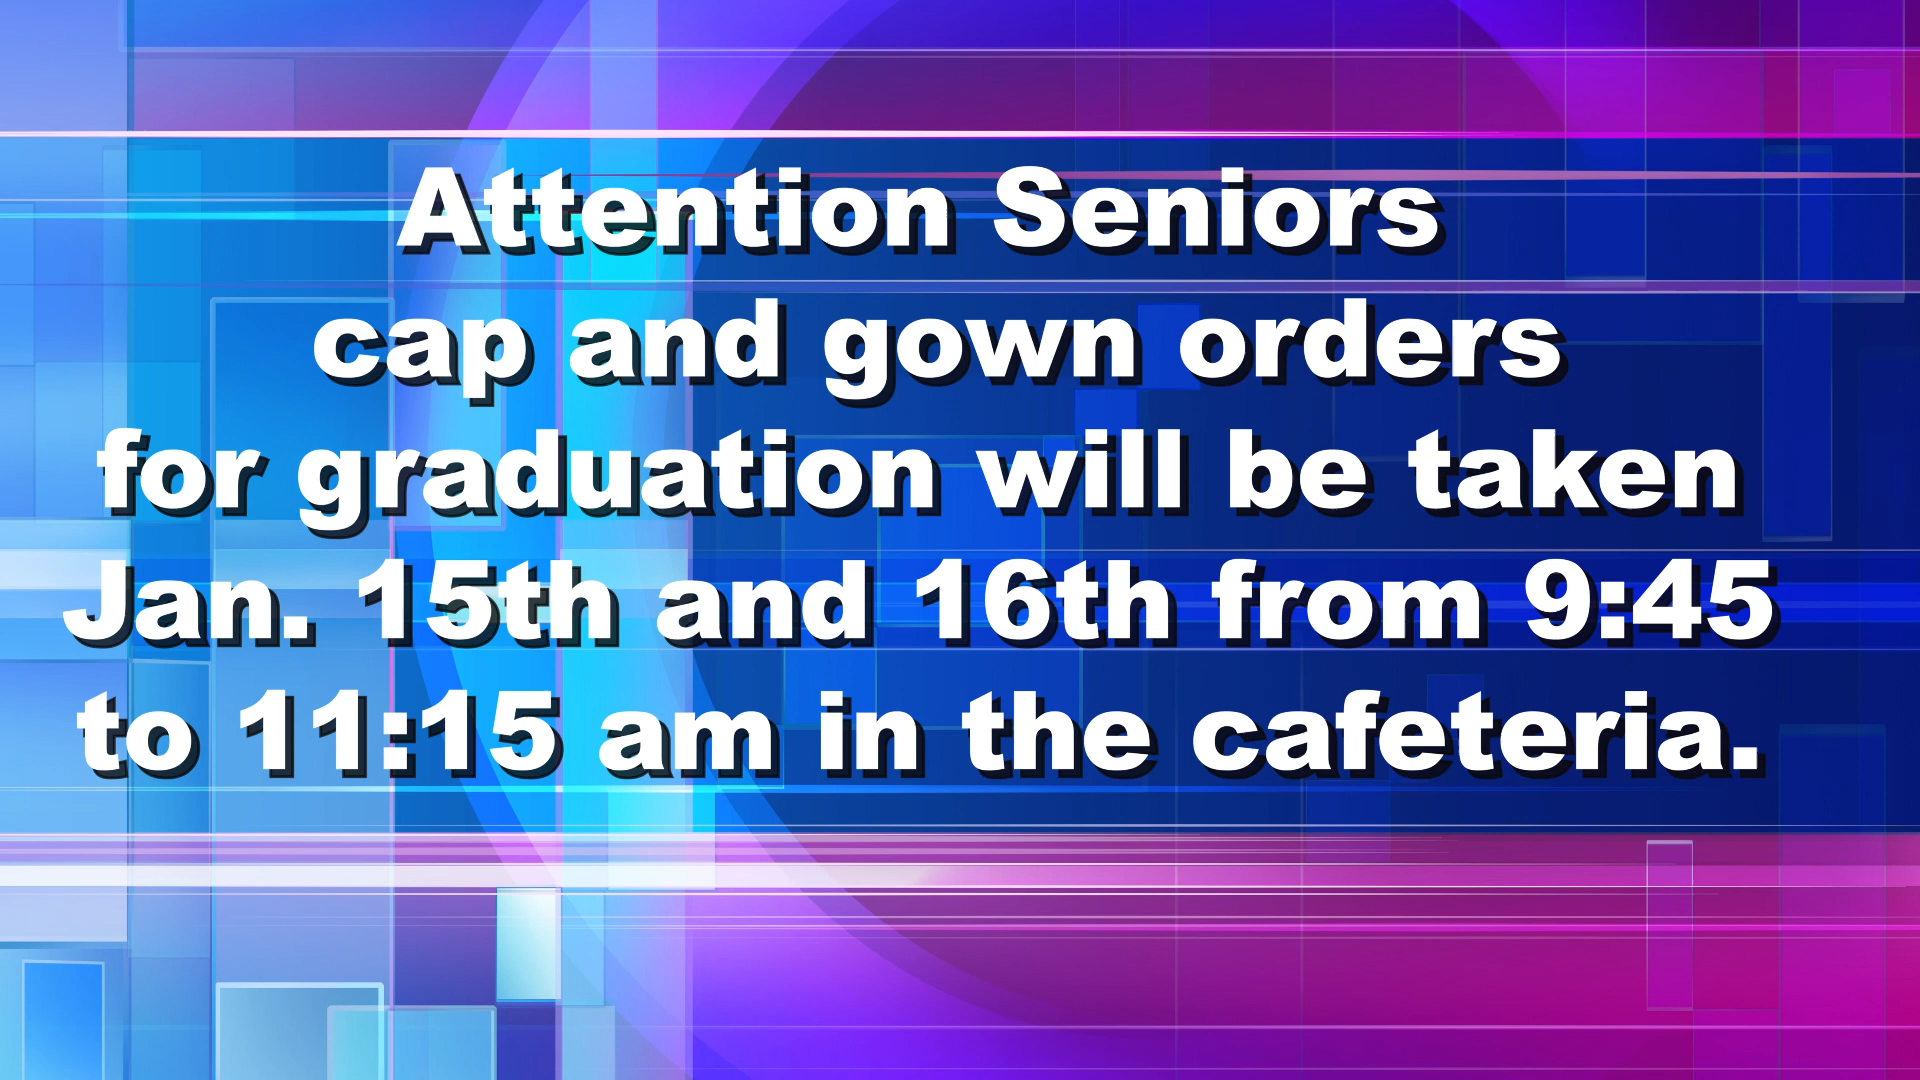 Attention Seniors
cap and gown orders
for graduation will be taken
Jan. 15th and 16th from 9:45
to 11:15 am in the cafeteria.